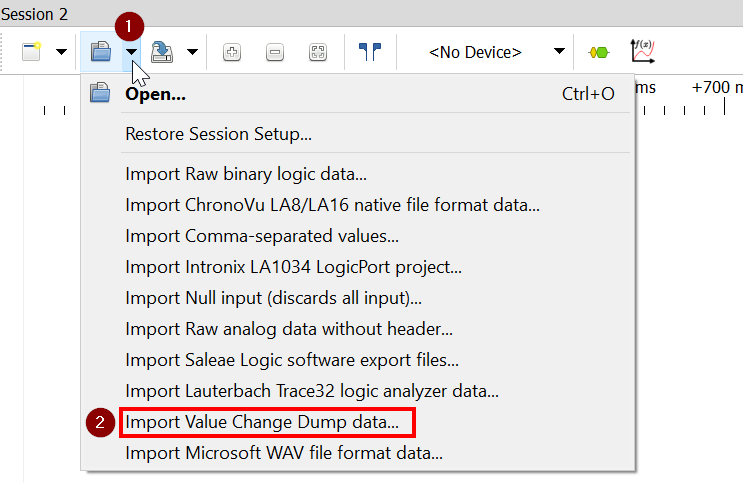 Session 2
1
<No Device>
f(x)
Open... Ctrl+O
ms +700 m
Restore Session Setup...
Import Raw binary logic data...
Import ChronoVu LA8/LA16 native file format data...
Import Comma-separated values...
Import Intronix LA1034 LogicPort project...
Import Null input (discards all input)...
Import Raw analog data without header...
Import Saleae Logic software export files...
Import Lauterbach Trace32 logic analyzer data...
2 Import Value Change Dump data...
Import Microsoft WAV file format data...